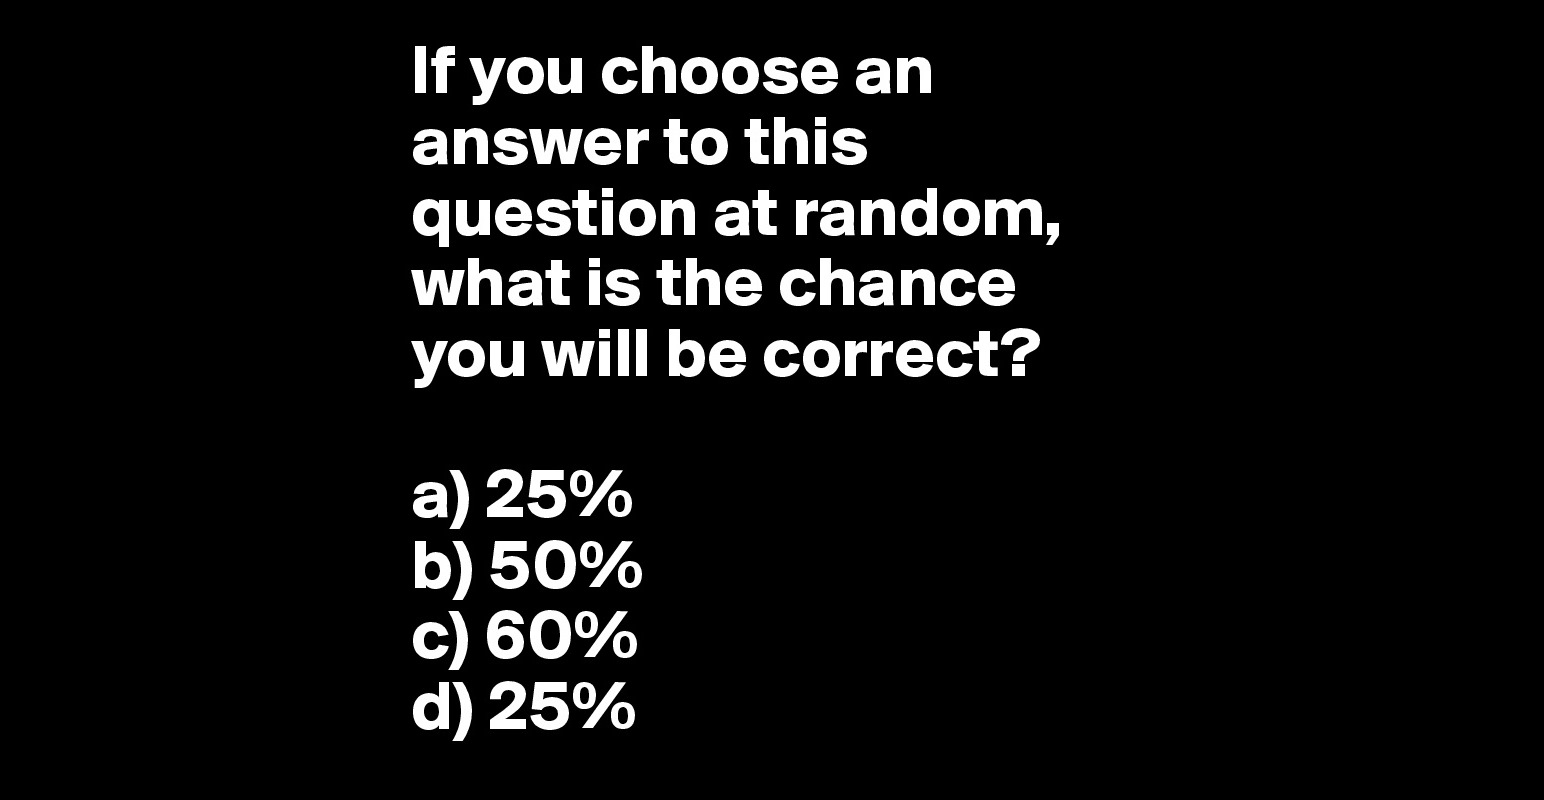 If you choose an
answer to this
question at random,
what is the chance
you will be correct?
a) 25%
b) 50%
c) 60%
d) 25%